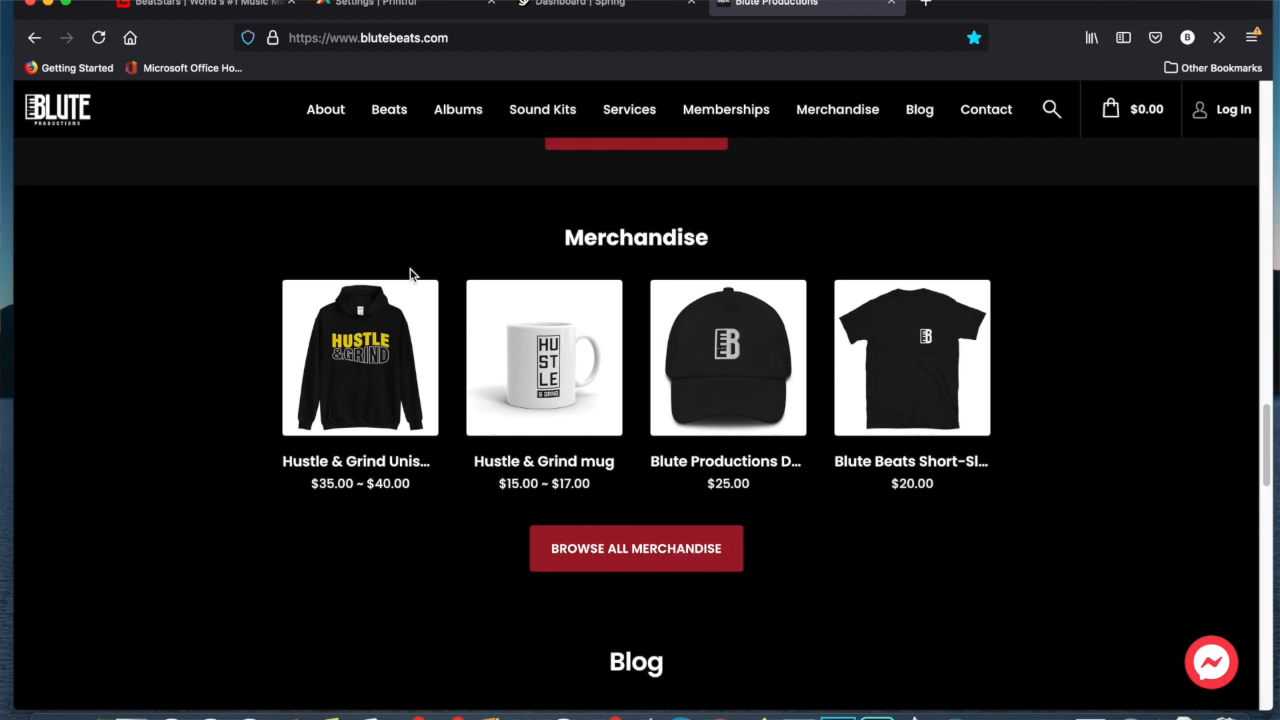 BeatStars | World's #1 Music Ma
Settings | Printful
Dashboard | Spring
Blute Productions
https://www.blutebeats.com
B
Getting Started
Microsoft Office Ho...
Other Bookmarks
BLUTE
PRODUCTIONS
About
Beats
Albums
Sound Kits
Services
Memberships
Merchandise
Blog
Contact
$0.00
Log In
Merchandise
HUSTLE
&GRIND
HU
ST
LE
& GRIND
B
B
Hustle & Grind Unis...
Hustle & Grind mug
Blute Productions D...
Blute Beats Short-Sl...
$35.00 ~ $40.00
$15.00 ~ $17.00
$25.00
$20.00
BROWSE ALL MERCHANDISE
Blog